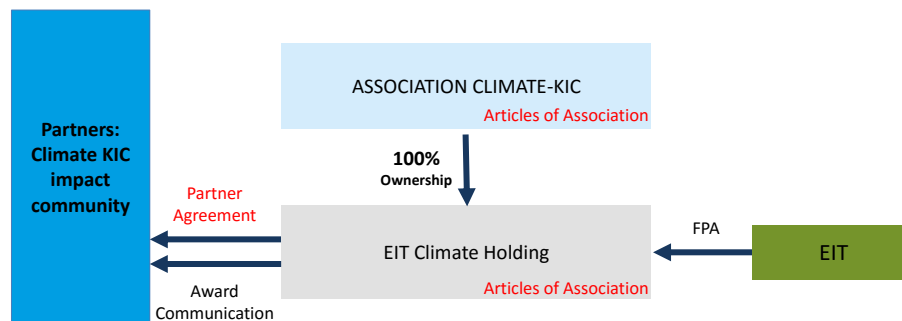 ASSOCIATION CLIMATE-KIC
Articles of Association
Partners:
Climate KIC
impact
community
100%
Ownership
Partner
Agreement
FPA
EIT Climate Holding
EIT
Articles of Association
Award
Communication